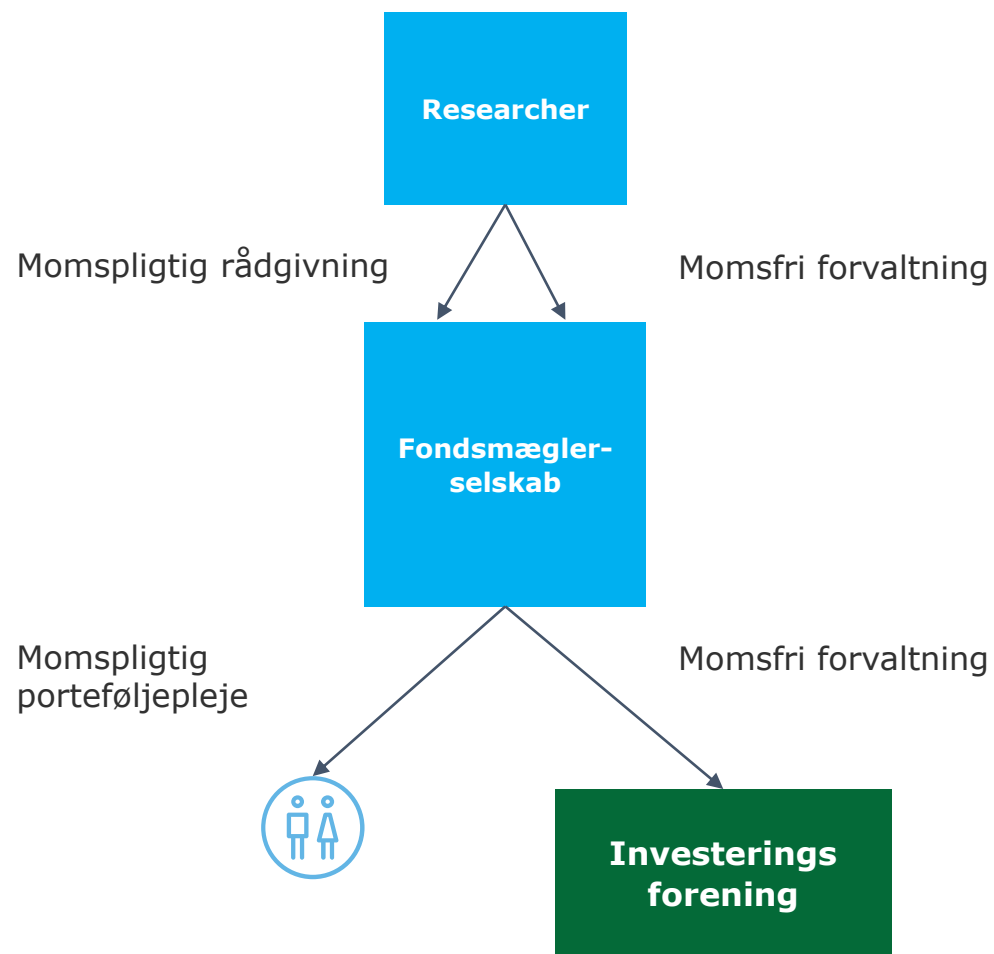 Researcher
Momspligtig rådgivning
Momsfri forvaltning
Fondsmægler-
selskab
Momspligtig
porteføljepleje
Momsfri forvaltning
Investerings
forening